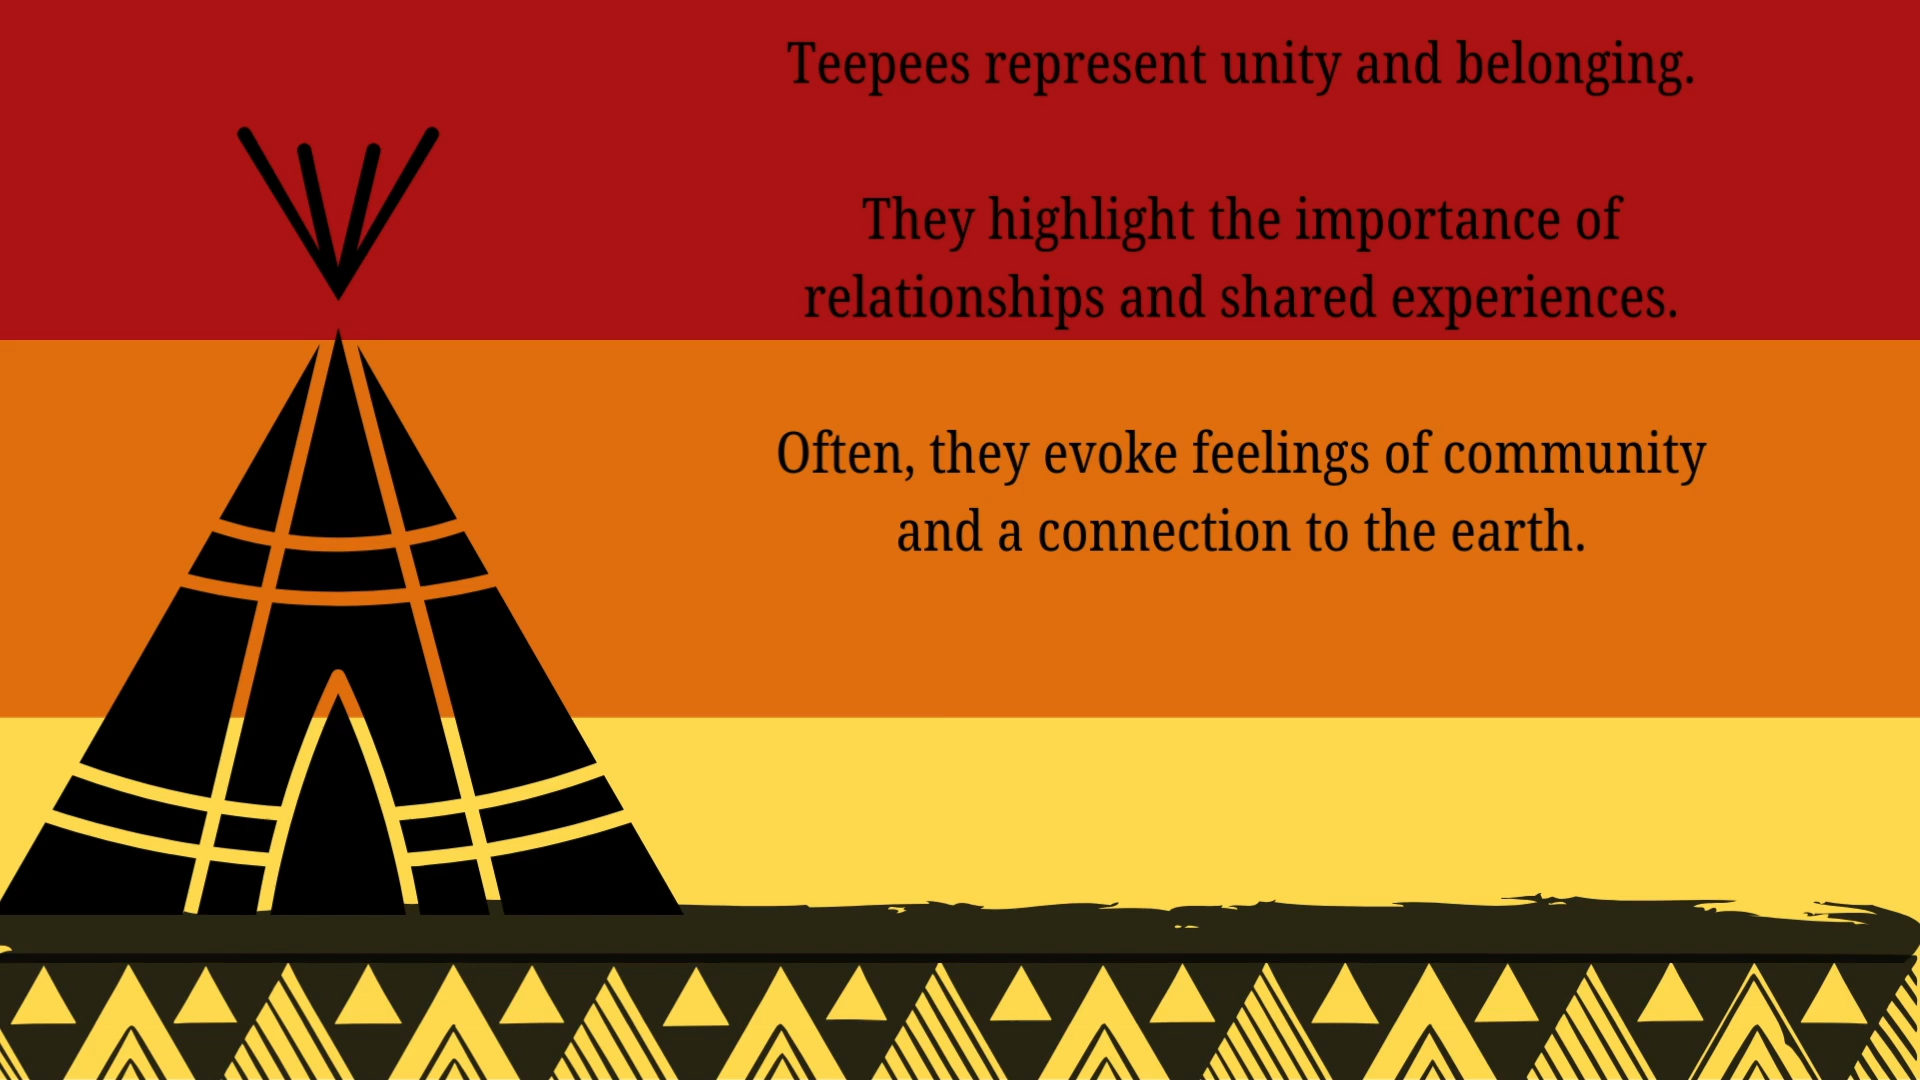 Teepees represent unity and belonging.
They highlight the importance of
relationships and shared experiences.
Often, they evoke feelings of community
and a connection to the earth.